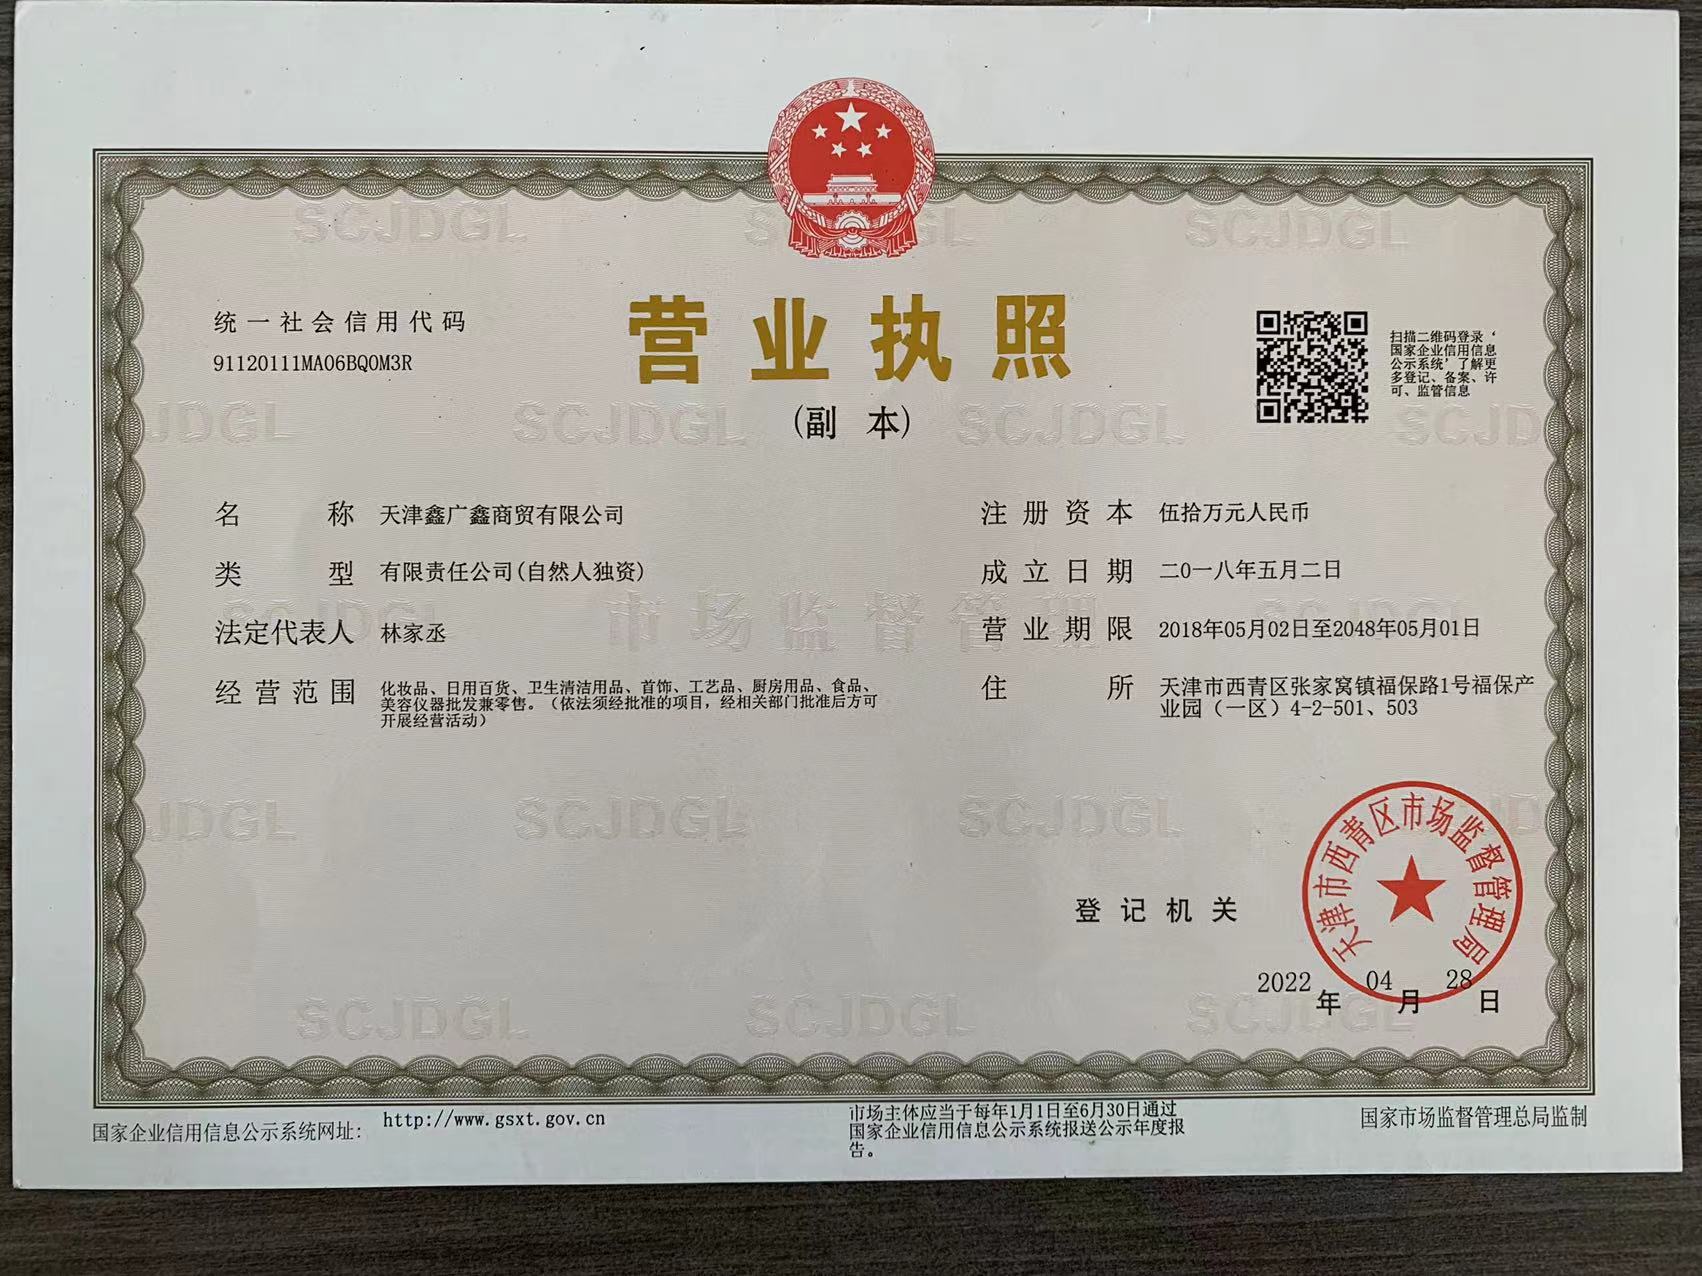 统一社会信用代码
91120111MA06BQ0M3R
营业执照
(副 本)
扫描二维码登录‘
国家企业信用信息
公示系统’了解更
多登记、备案、许
可、监管信息
名 称 天津鑫广鑫商贸有限公司
类 型 有限责任公司(自然人独资)
法定代表人 林家丞
经营范围 化妆品、日用百货、卫生清洁用品、首饰、工艺品、厨房用品、食品、
美容仪器批发兼零售。（依法须经批准的项目，经相关部门批准后方可
开展经营活动）
注册资本 伍拾万元人民币
成立日期 二0一八年五月二日
营业期限 2018年05月02日至2048年05月01日
住 所 天津市西青区张家窝镇福保路1号福保产
业园（一区）4-2-501、503
登记机关
天津市西青区市场监督管理局
2022 年 04 月 28 日
国家企业信用信息公示系统网址： http://www.gsxt.gov.cn
市场主体应当于每年1月1日至6月30日通过
国家企业信用信息公示系统报送公示年度报
告。
国家市场监督管理总局监制
SCJDGL
市场监督管理